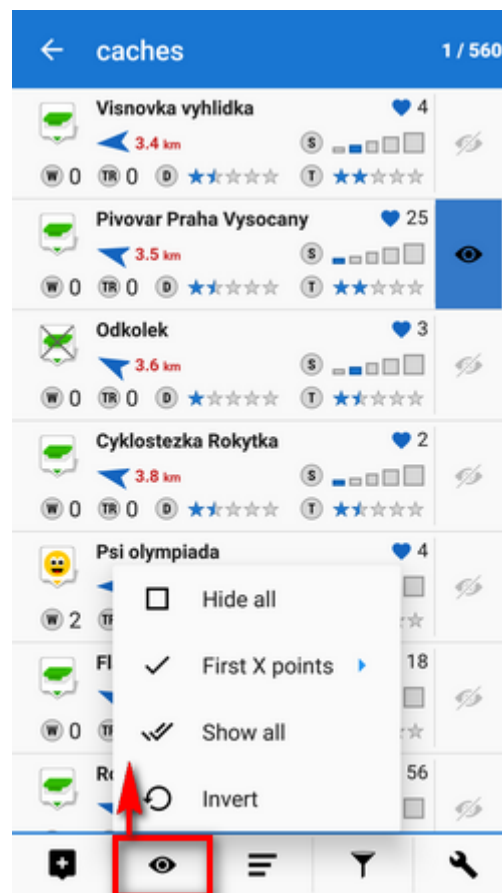 caches 1 / 560
Visnovka vyhlidka 4
3.4 km S
W 0 TR 0 D T
Pivovar Praha Vysocany 25
3.5 km S
W 0 TR 0 D T
Odkolek 3
3.6 km S
W 0 TR 0 D T
Cyklostezka Rokytka 2
3.8 km S
W 0 TR 0 D T
Psi olympiada 4
Hide all
W 2
First X points
18
Show all
W 0
56
Invert